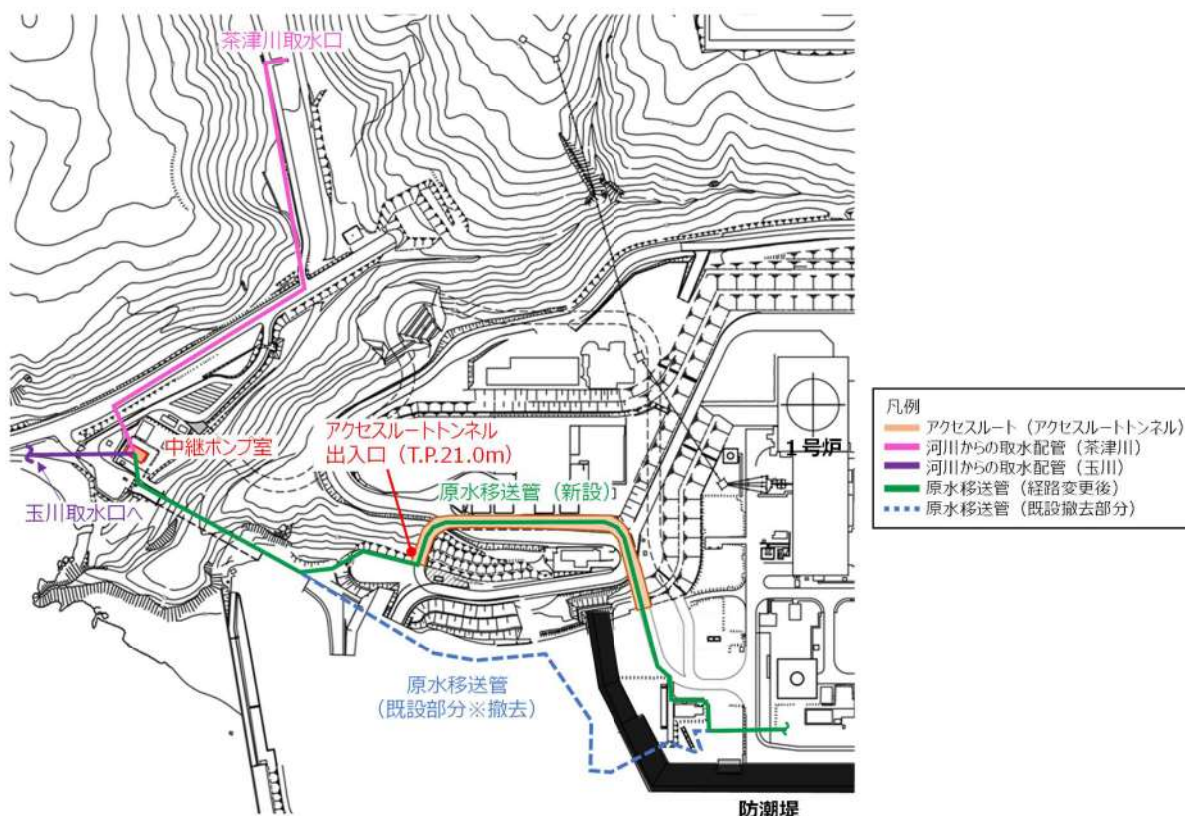 茶津川取水口
中継ポンプ室
アクセスルートトンネル
出入口（T.P.21.0m）
原水移送管（新設）
1号炉
玉川取水口へ
原水移送管
（既設部分※撤去）
防潮堤
凡例
アクセスルート（アクセスルートトンネル）
河川からの取水配管（茶津川）
河川からの取水配管（玉川）
原水移送管（経路変更後）
原水移送管（既設撤去部分）